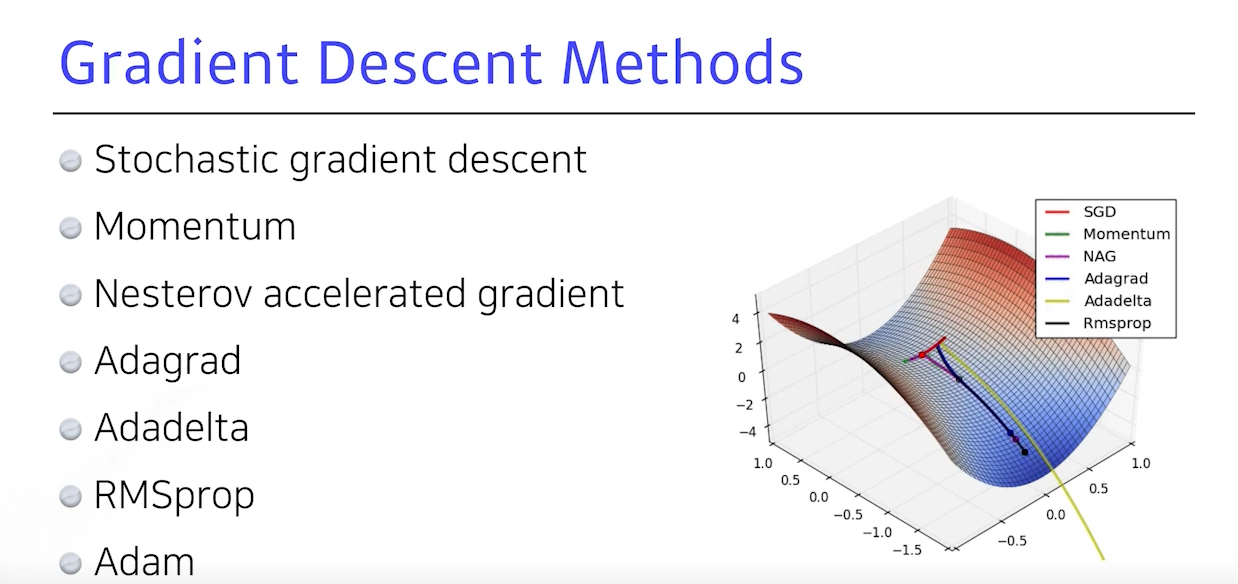 Gradient Descent Methods
Stochastic gradient descent
Momentum
Nesterov accelerated gradient
Adagrad
Adadelta
RMSprop
Adam
SGD
Momentum
NAG
Adagrad
Adadelta
Rmsprop
4
2
0
−2
−4
1.0
0.5
0.0
−0.5
−1.0
−1.5
−0.5
0.0
0.5
1.0